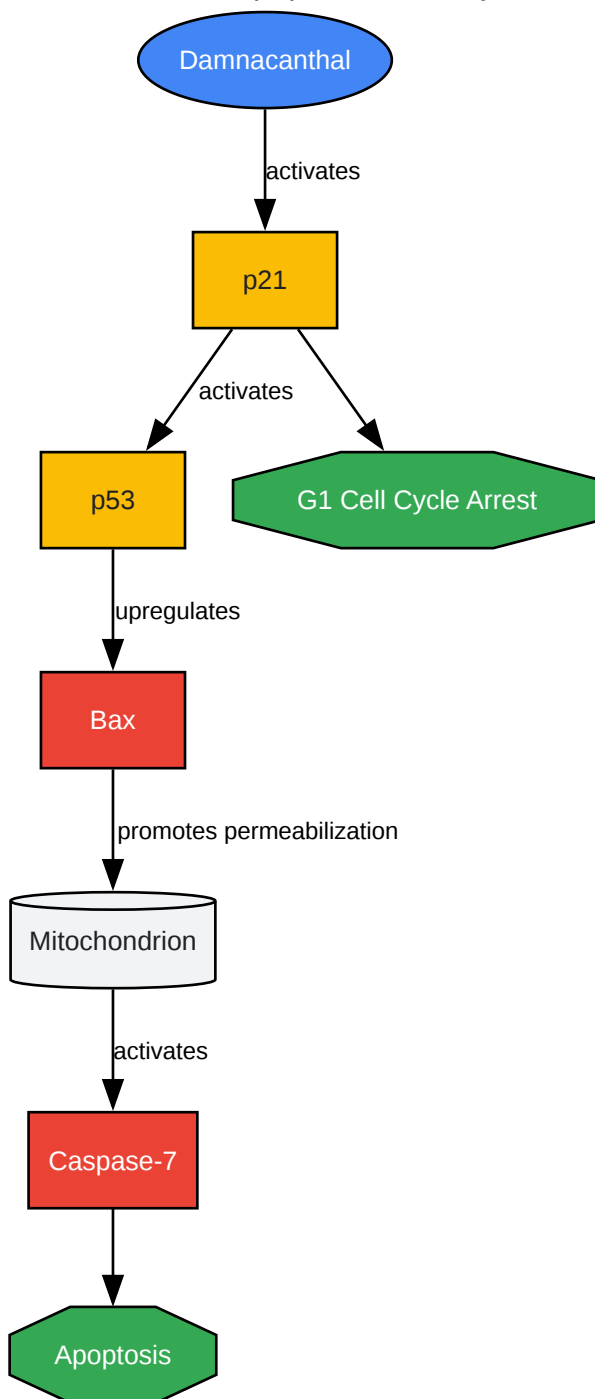 Damnacanthal
activates
p21
activates
p53
G1 Cell Cycle Arrest
upregulates
Bax
promotes permeabilization
Mitochondrion
activates
Caspase-7
Apoptosis